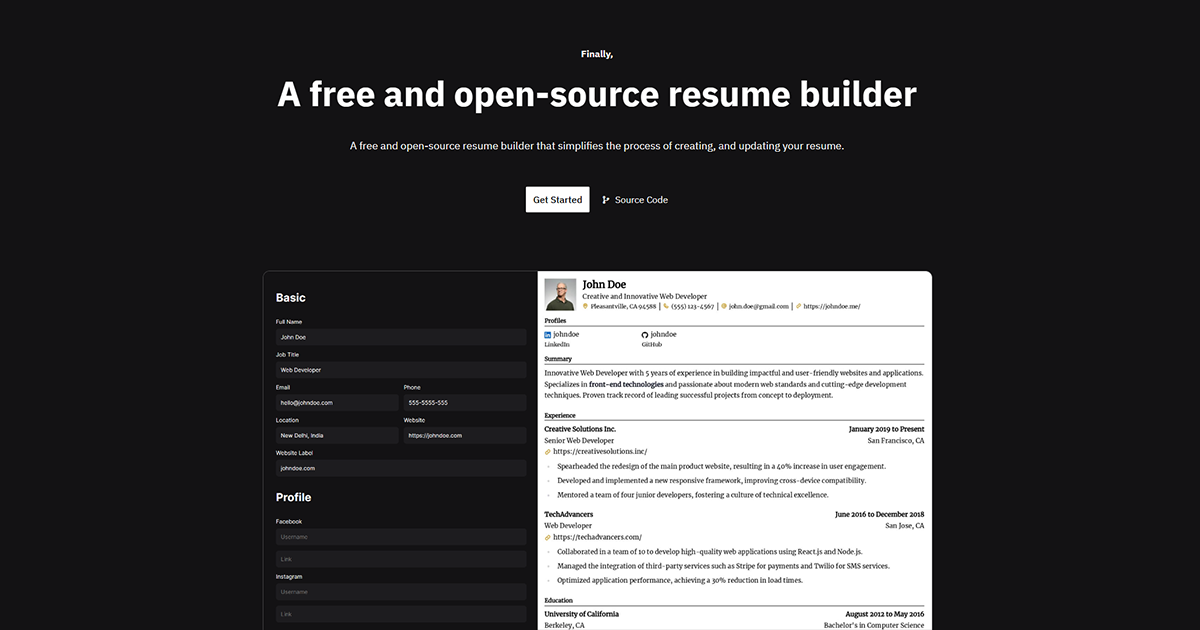 Finally,
A free and open-source resume builder
A free and open-source resume builder that simplifies the process of creating, and updating your resume.
Get Started
Source Code
Basic
Full Name
John Doe
Job Title
Web Developer
Email Phone
hello@johndoe.com 555-5555-555
Location Website
New Delhi, India https://johndoe.com
Website Label
johndoe.com
Profile
Facebook
Username
Link
Instagram
Username
Link
John Doe
Creative and Innovative Web Developer
Pleasantville, CA 94588 | (555) 123-4567 | john.doe@gmail.com | https://johndoe.me/
Profiles
johndoe johndoe
LinkedIn GitHub
Summary
Innovative Web Developer with 5 years of experience in building impactful and user-friendly websites and applications.
Specializes in front-end technologies and passionate about modern web standards and cutting-edge development
techniques. Proven track record of leading successful projects from concept to deployment.
Experience
Creative Solutions Inc. January 2019 to Present
Senior Web Developer San Francisco, CA
https://creativesolutions.inc/
· Spearheaded the redesign of the main product website, resulting in a 40% increase in user engagement.
· Developed and implemented a new responsive framework, improving cross-device compatibility.
· Mentored a team of four junior developers, fostering a culture of technical excellence.
TechAdvancers June 2016 to December 2018
Web Developer San Jose, CA
https://techadvancers.com/
· Collaborated in a team of 10 to develop high-quality web applications using React.js and Node.js.
· Managed the integration of third-party services such as Stripe for payments and Twilio for SMS services.
· Optimized application performance, achieving a 30% reduction in load times.
Education
University of California August 2012 to May 2016
Berkeley, CA Bachelor's in Computer Science